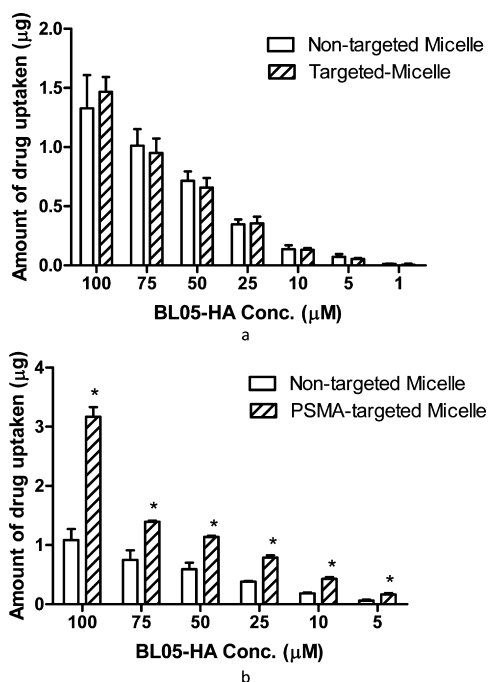 2.0
1.5
1.0
0.5
0.0
Amount of drug uptaken (μg)
Non-targeted Micelle
Targeted-Micelle
100 75 50 25 10 5 1
BL05-HA Conc. (μM)
a
4
3
2
1
0
Amount of drug uptaken (μg)
Non-targeted Micelle
PSMA-targeted Micelle
* * * * * *
100 75 50 25 10 5
BL05-HA Conc. (μM)
b